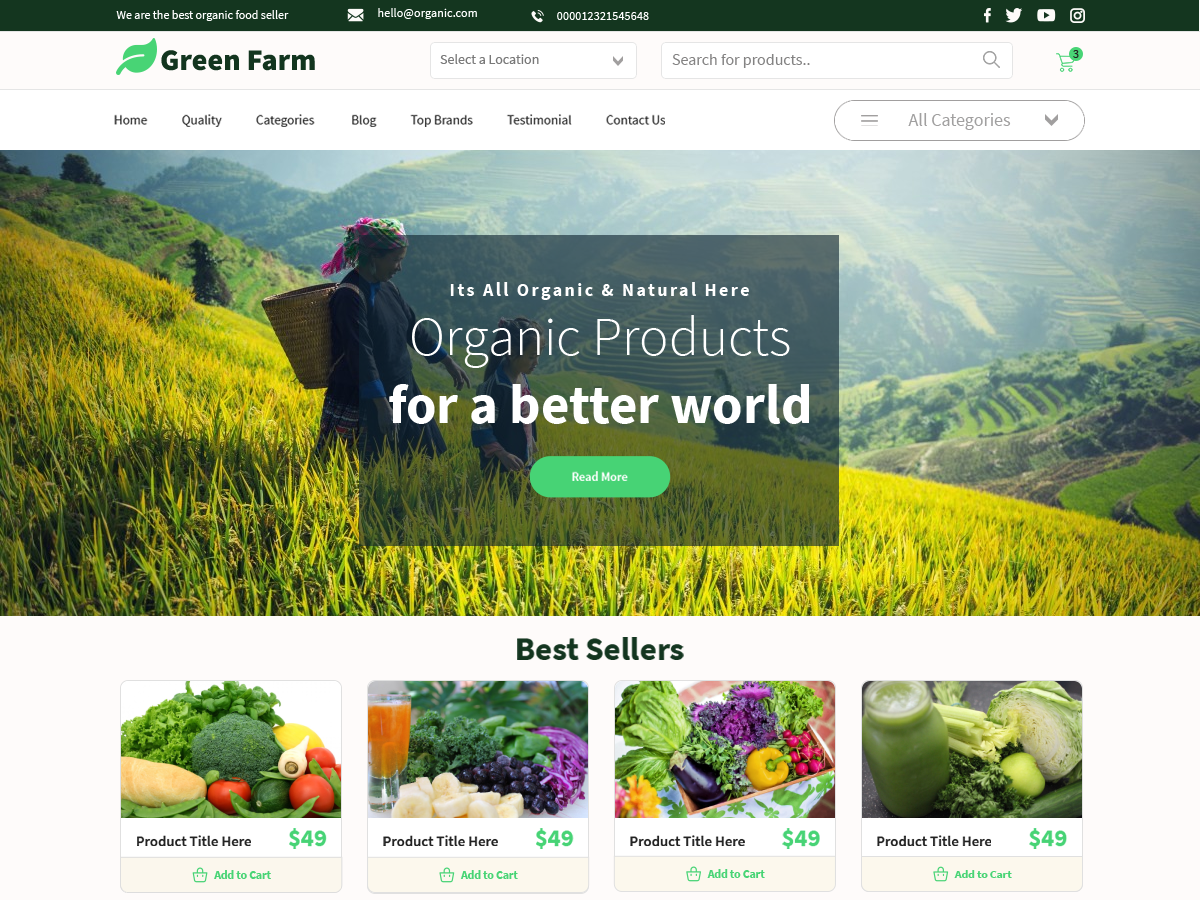 We are the best organic food seller
hello@organic.com
000012321545648
Green Farm
Select a Location
Search for products..
3
Home
Quality
Categories
Blog
Top Brands
Testimonial
Contact Us
All Categories
Its All Organic & Natural Here
Organic Products
for a better world
Read More
Best Sellers
Product Title Here
$49
Add to Cart
Product Title Here
$49
Add to Cart
Product Title Here
$49
Add to Cart
Product Title Here
$49
Add to Cart